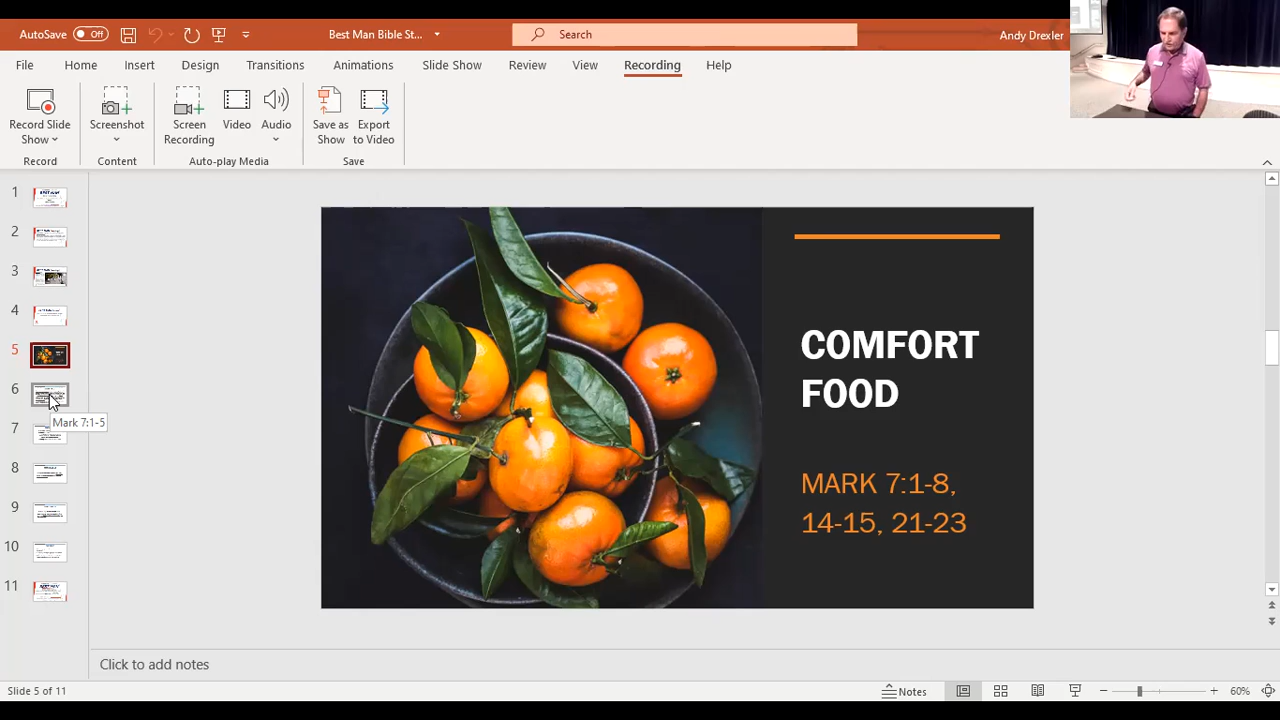 AutoSave Off Best Man Bible St... Search Andy Drexler
File Home Insert Design Transitions Animations Slide Show Review View Recording Help
Record Slide Show Screenshot Screen Recording Video Audio Save as Show Export to Video
Record Content Auto-play Media Save
1
2
3
4
5
6
Mark 7:1-5
7
8
9
10
11
COMFORT
FOOD
MARK 7:1-8,
14-15, 21-23
Click to add notes
Slide 5 of 11 Notes 60%